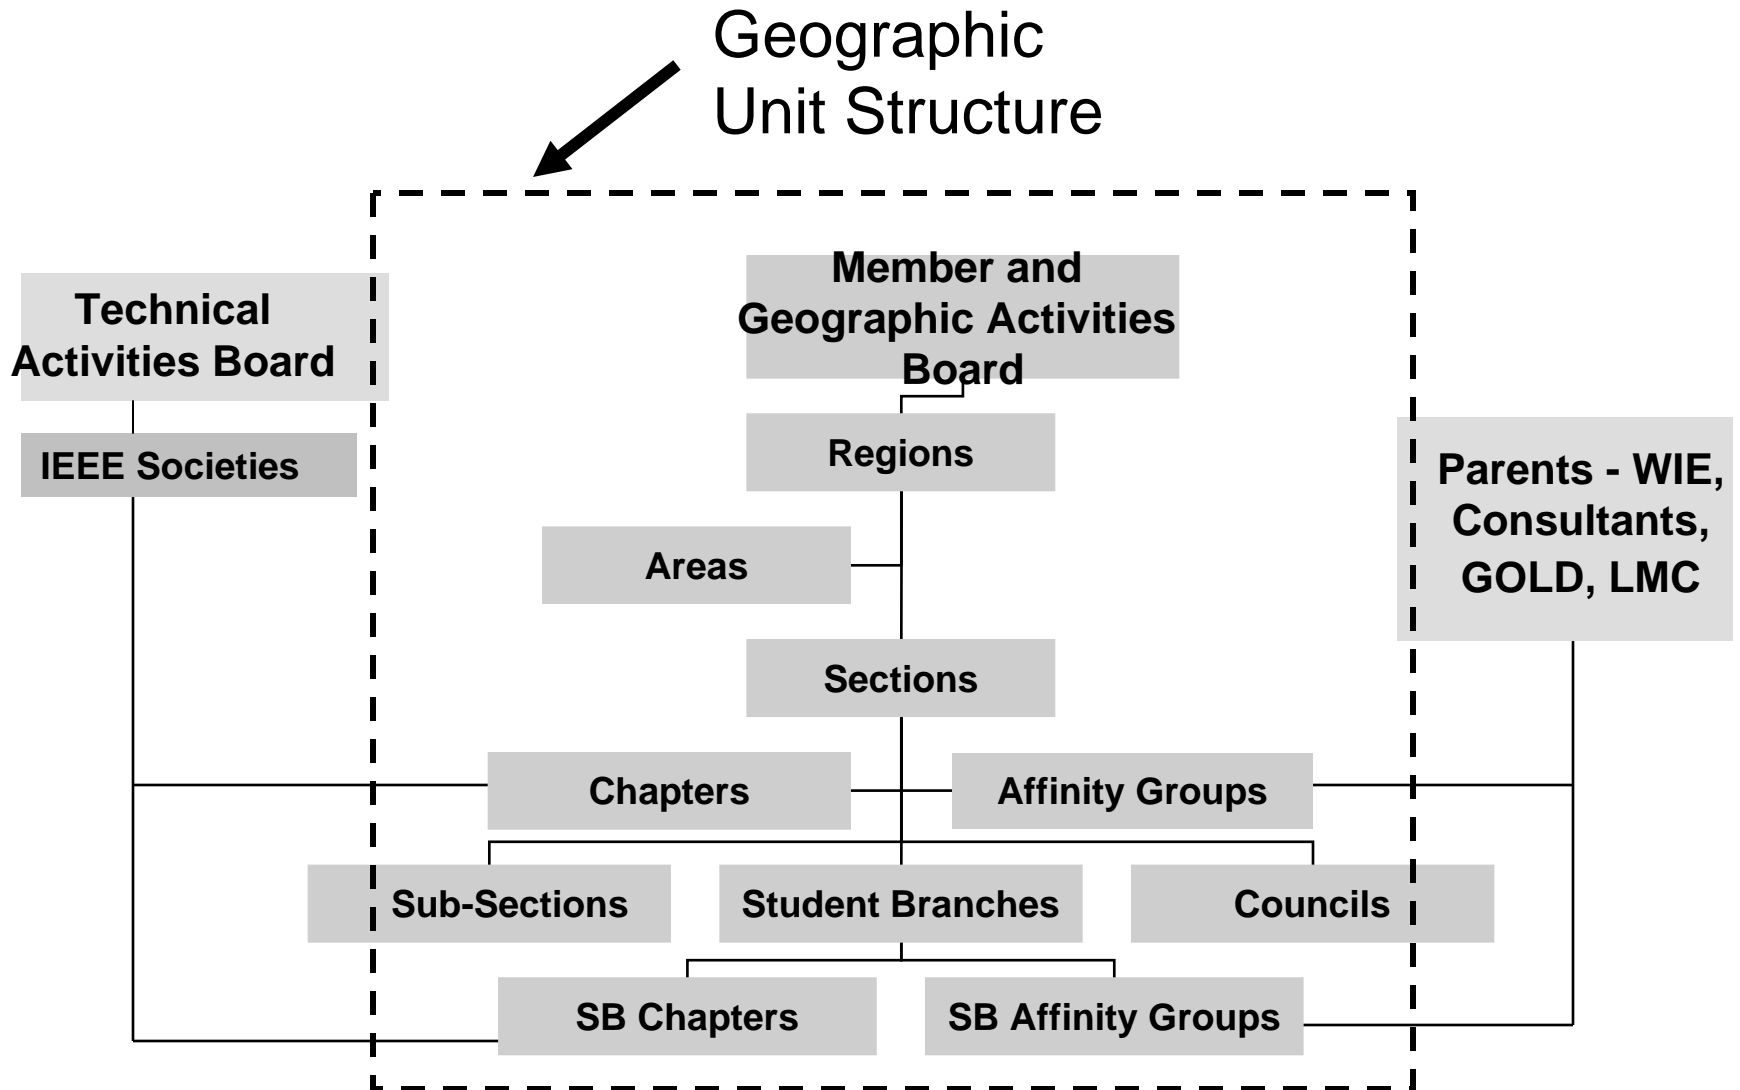 Geographic
Unit Structure
Member and
Geographic Activities
Board
Technical
Activities Board
IEEE Societies
Regions
Parents - WIE,
Consultants,
GOLD, LMC
Areas
Sections
Chapters
Affinity Groups
Sub-Sections
Student Branches
Councils
SB Chapters
SB Affinity Groups